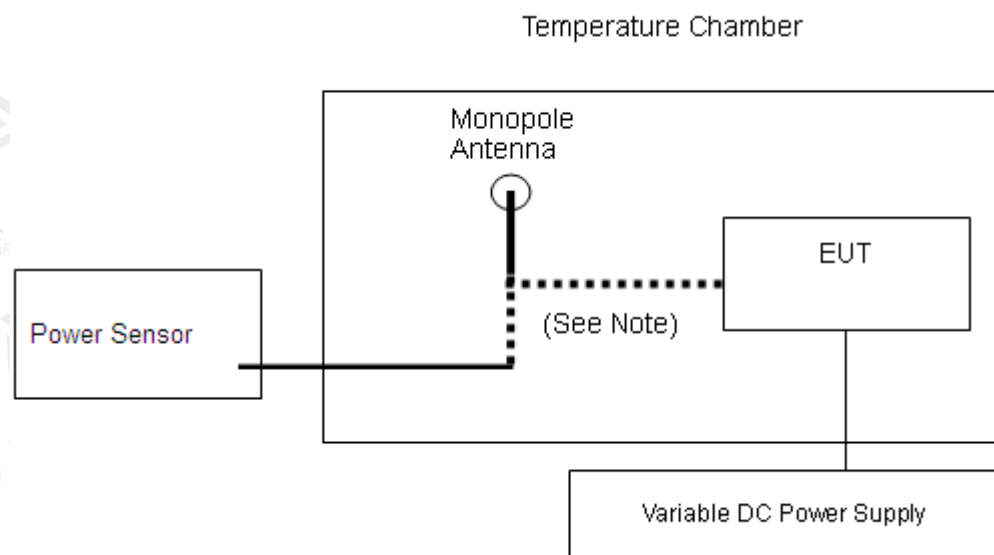 Temperature Chamber
Monopole
Antenna
EUT
(See Note)
Power Sensor
Variable DC Power Supply